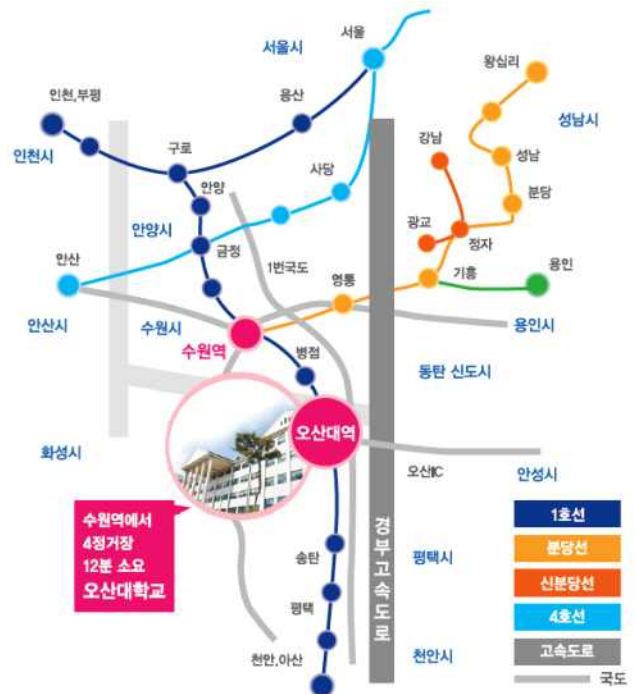 서울시
서울
왕십리
인천,부평
용산
성남시
강남
성남
인천시
구로
사당
안양
분당
안양시
광교
정자
금정
1번국도
안산
영통
기흥
용인
안산시
수원시
용인시
수원역
병점
동탄 신도시
오산대역
화성시
오산IC
안성시
수원역에서
4정거장
12분 소요
오산대학교
경부고속도로
송탄
평택시
평택
천안,아산
천안시
1호선
분당선
신분당선
4호선
고속도로
국도